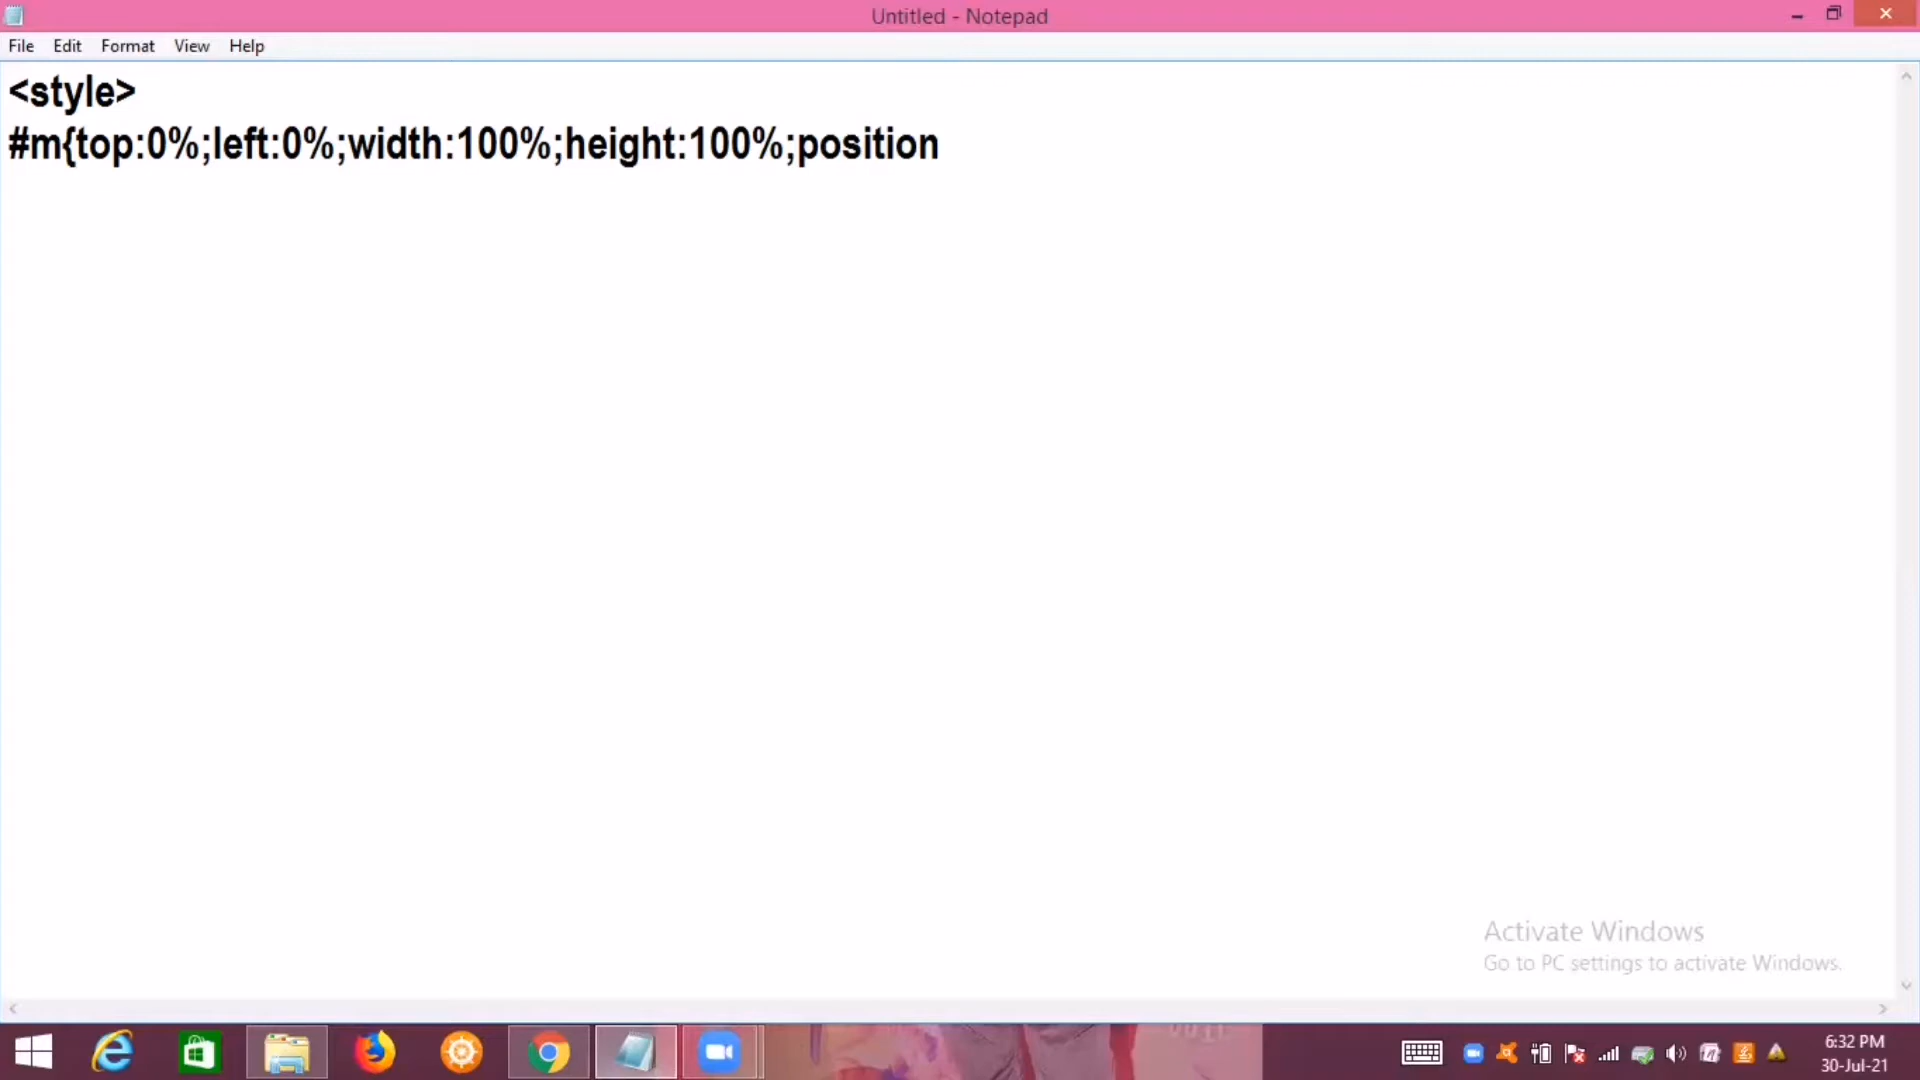 Untitled - Notepad
File Edit Format View Help
<style>
#m{top:0%;left:0%;width:100%;height:100%;position
Activate Windows
Go to PC settings to activate Windows.
6:32 PM
30-Jul-21